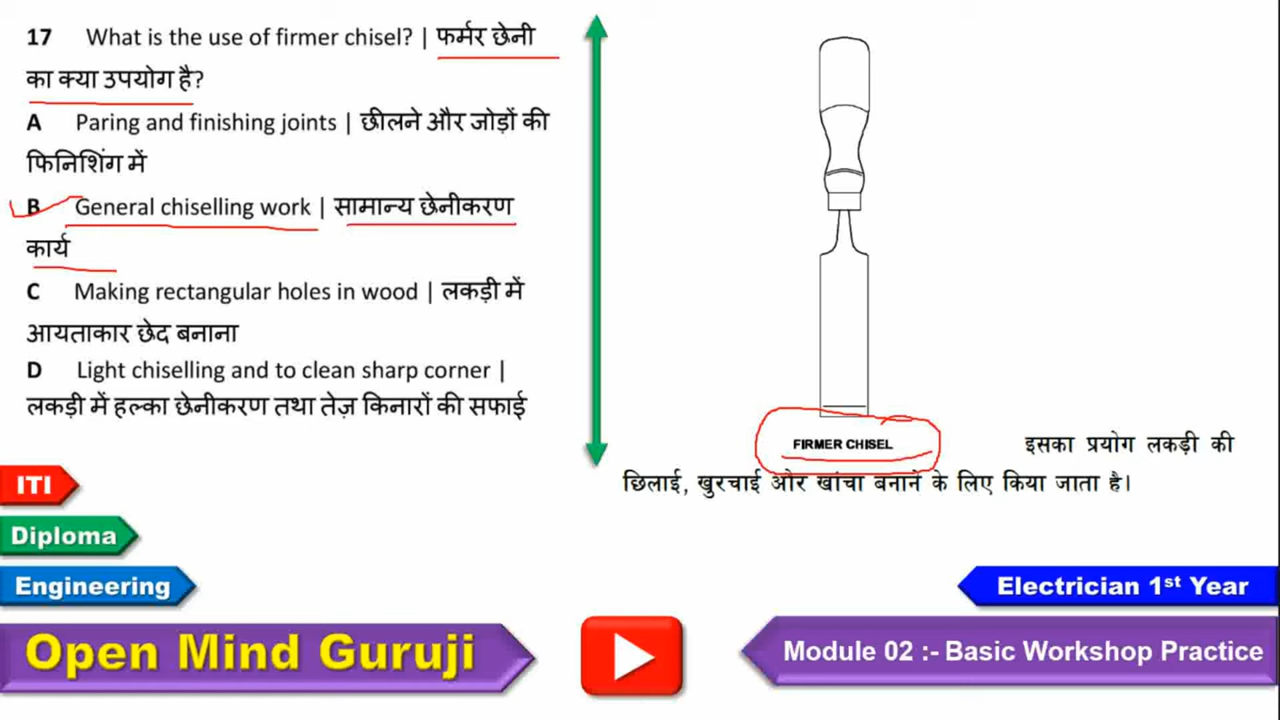 17 What is the use of firmer chisel? | फर्मर छेनी
का क्या उपयोग है?
A Paring and finishing joints | छीलने और जोड़ों की
फिनिशिंग में
B General chiselling work | सामान्य छेनीकरण
कार्य
C Making rectangular holes in wood | लकड़ी में
आयताकार छेद बनाना
D Light chiselling and to clean sharp corner |
लकड़ी में हल्का छेनीकरण तथा तेज़ किनारों की सफाई
FIRMER CHISEL
इसका प्रयोग लकड़ी की
छिलाई, खुरचाई और खांचा बनाने के लिए किया जाता है।
ITI
Diploma
Engineering
Open Mind Guruji
Electrician 1st Year
Module 02 :- Basic Workshop Practice